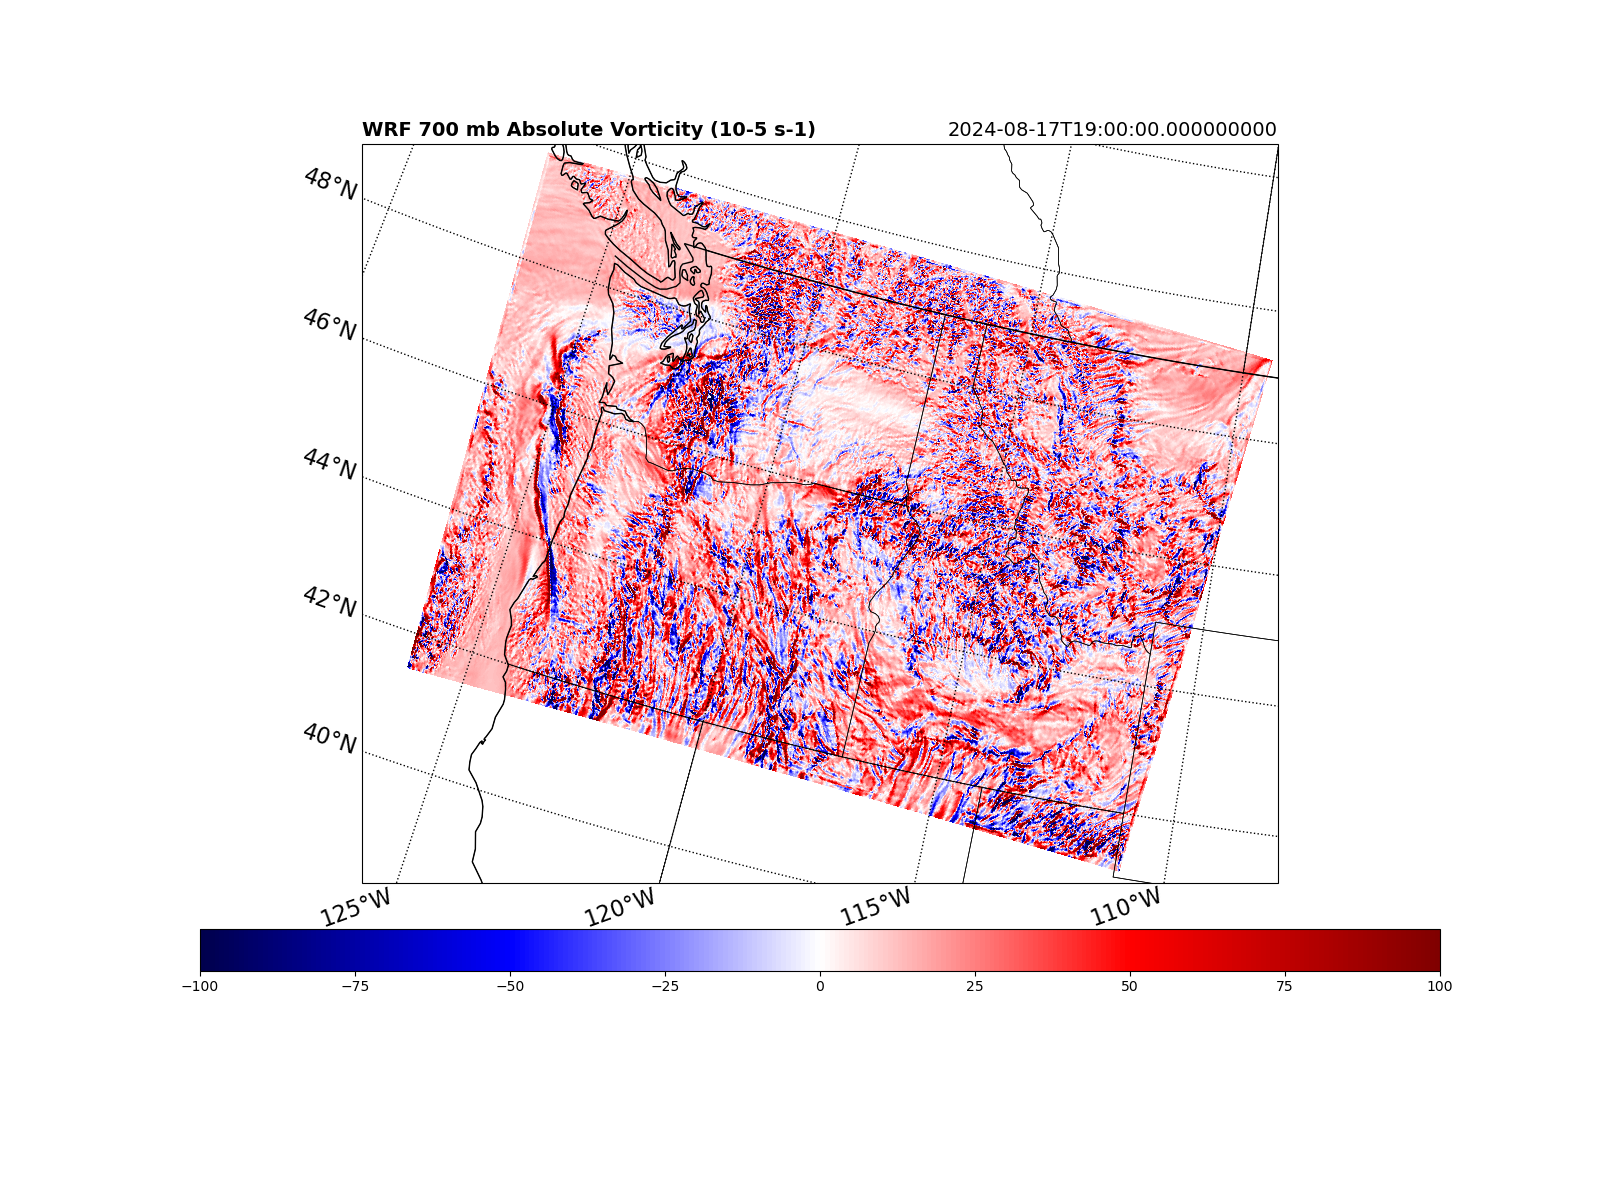 WRF 700 mb Absolute Vorticity (10-5 s-1) 2024-08-17T19:00:00.000000000
48°N
46°N
44°N
42°N
40°N
125°W 120°W 115°W 110°W
−100 −75 −50 −25 0 25 50 75 100